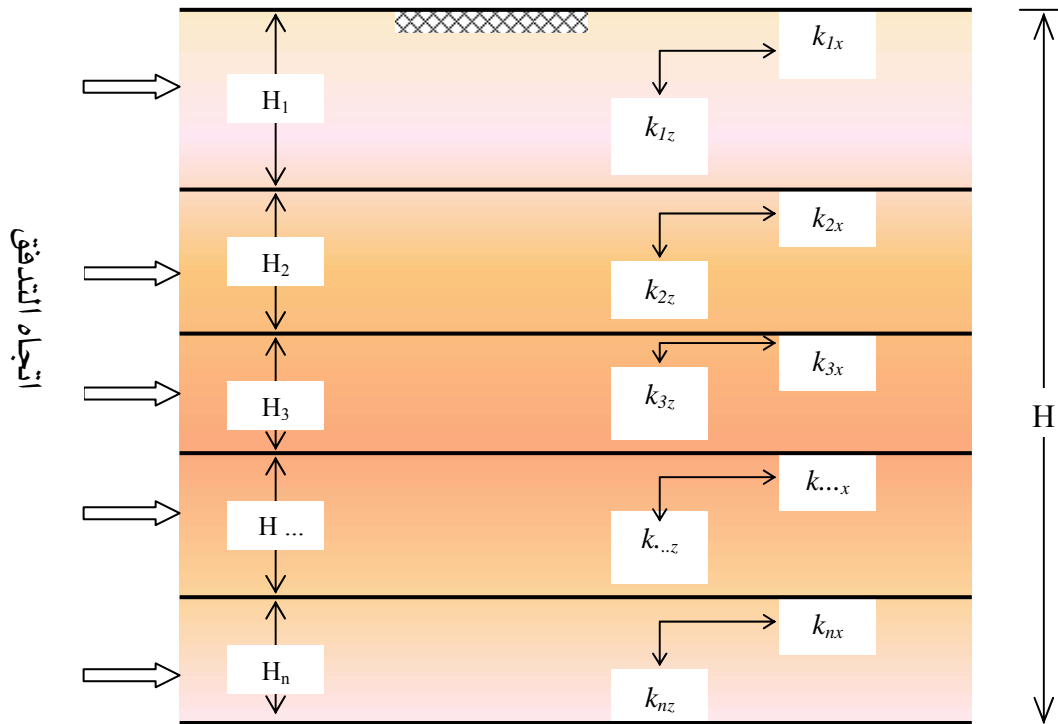 k1x
H1
k1z
k2x
H2
k2z
اتجاه التدفق
k3x
H3
k3z
H
k...x
H ...
k...z
knx
Hn
knz